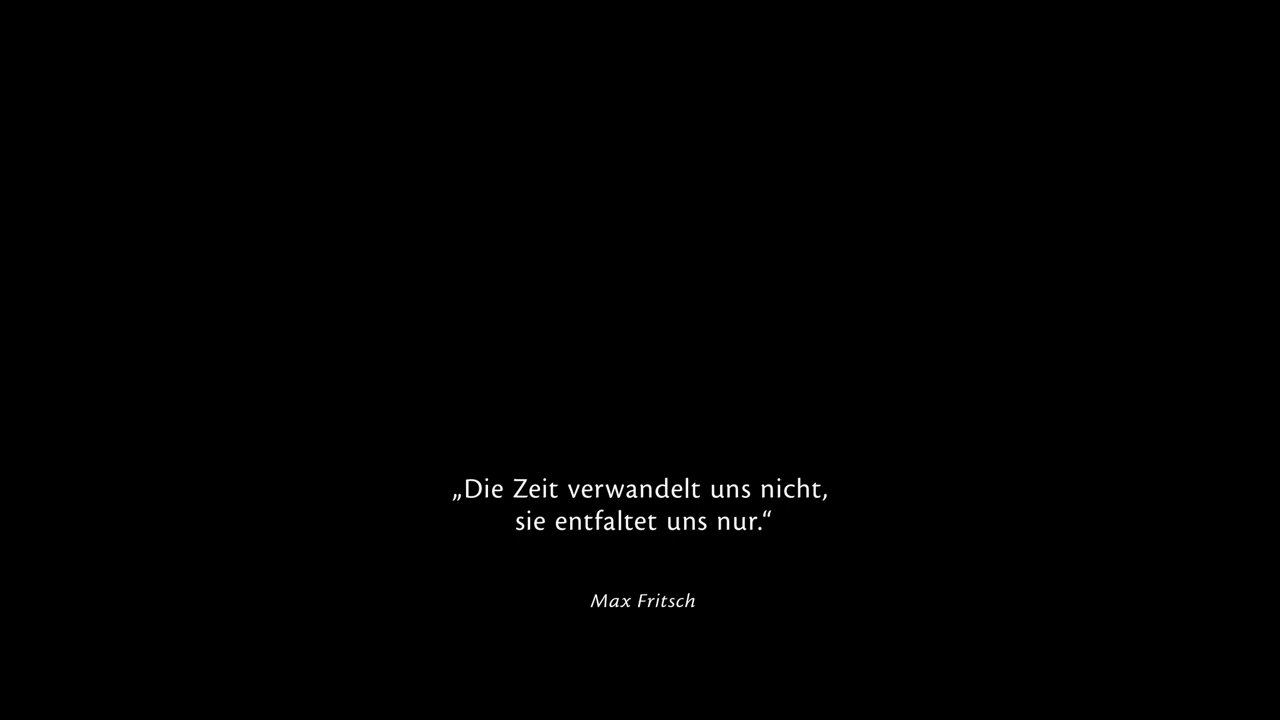 „Die Zeit verwandelt uns nicht,
sie entfaltet uns nur.“
Max Fritsch